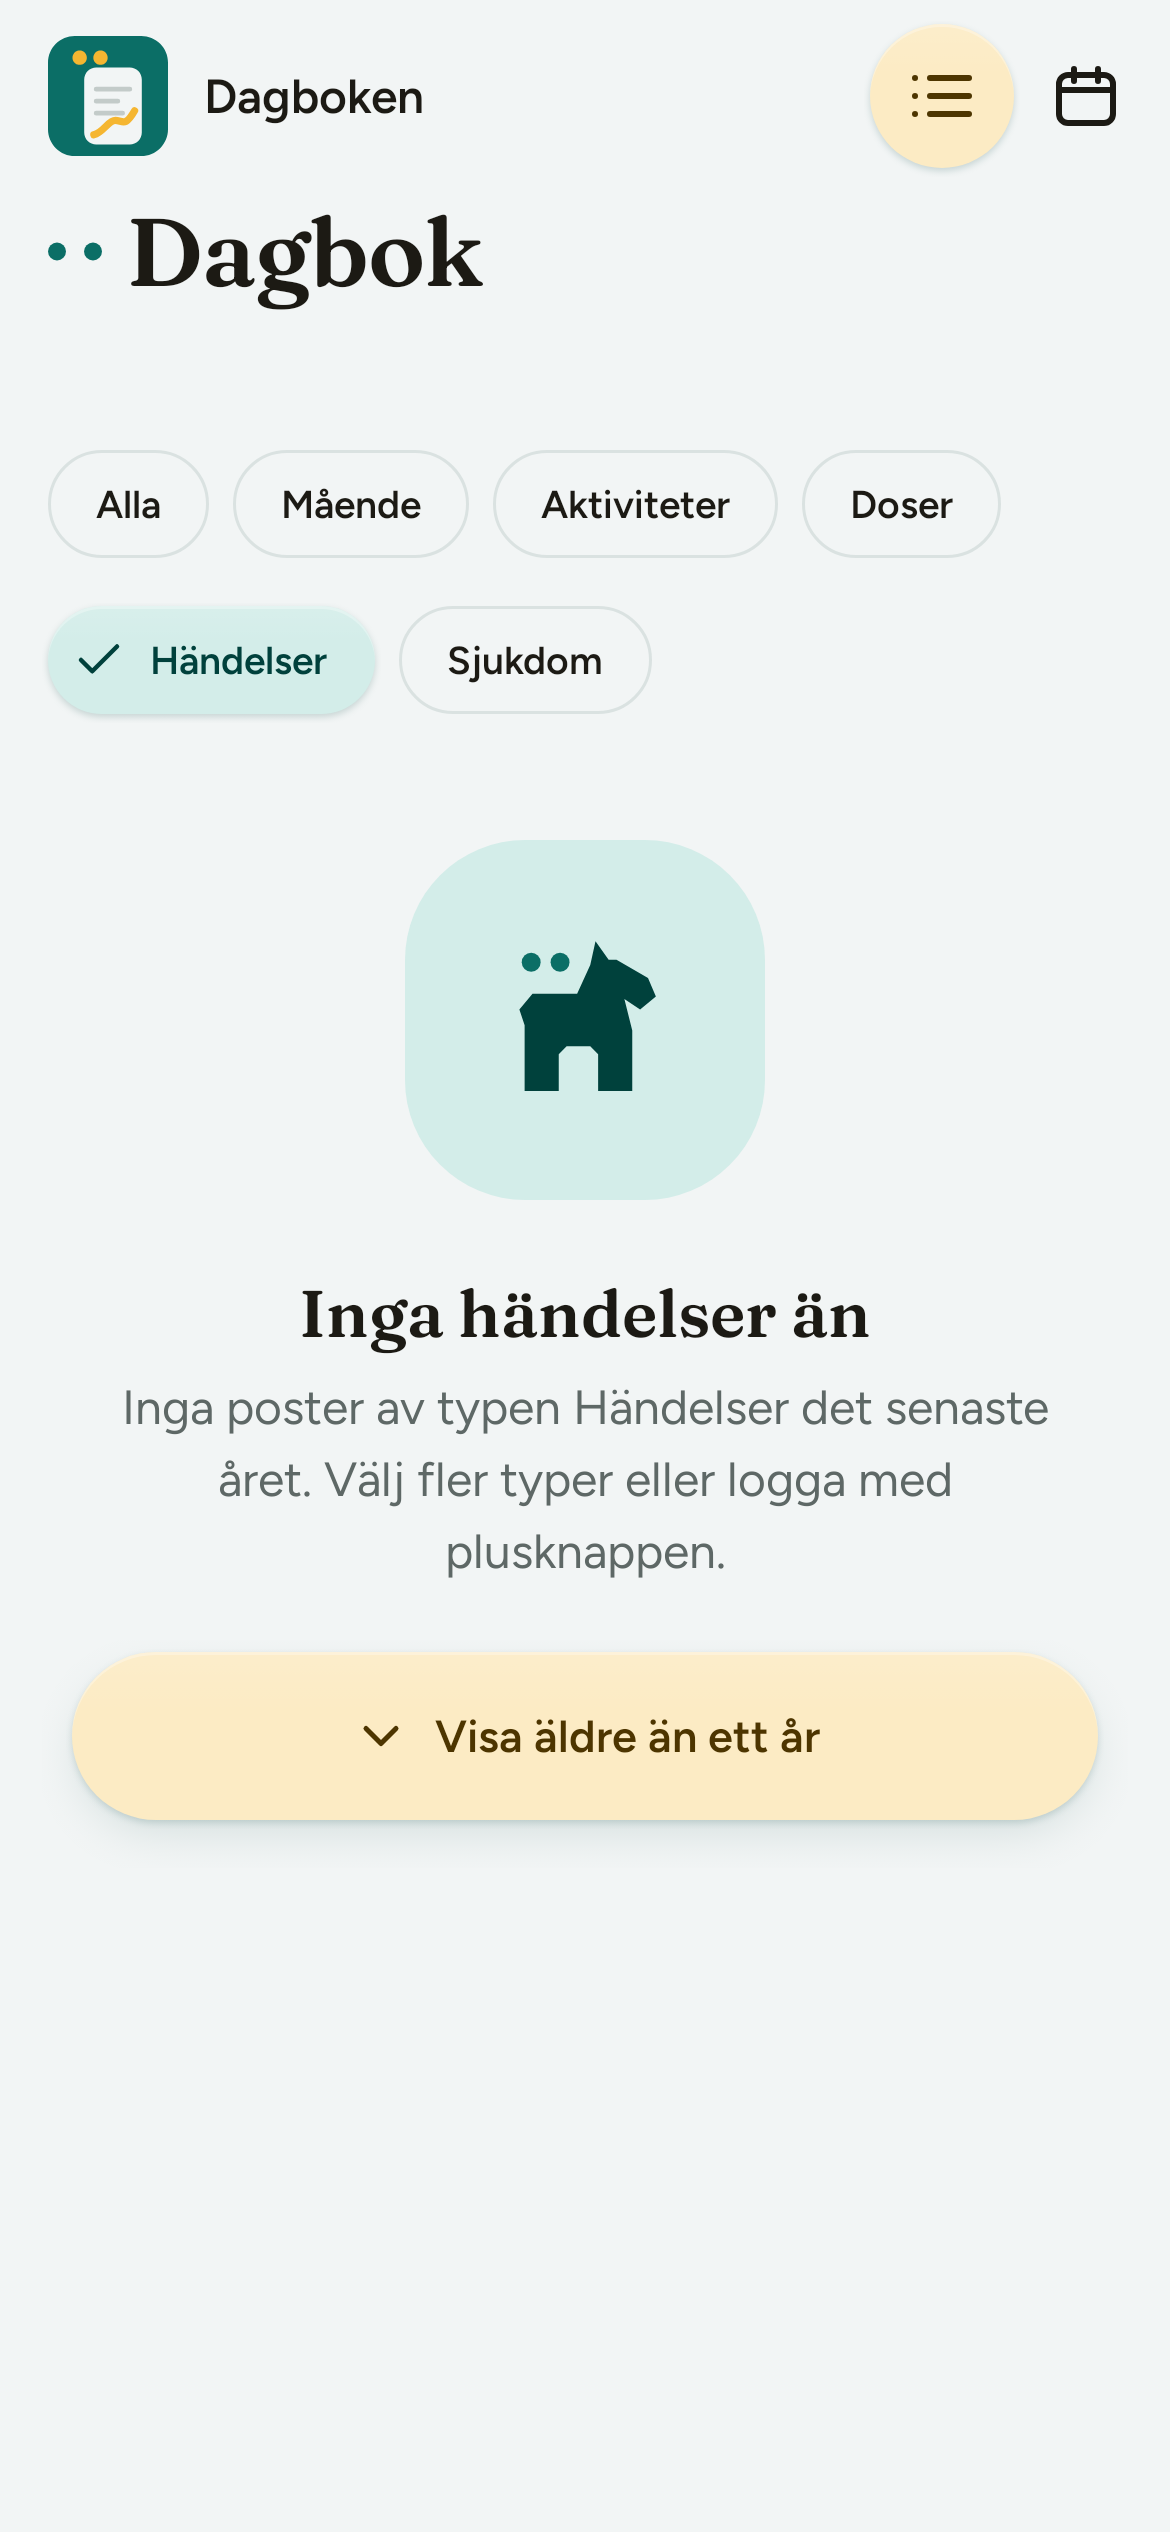 Dagboken
Dagbok
Alla
Mående
Aktiviteter
Doser
Händelser
Sjukdom
Inga händelser än
Inga poster av typen Händelser det senaste
året. Välj fler typer eller logga med
plusknappen.
Visa äldre än ett år